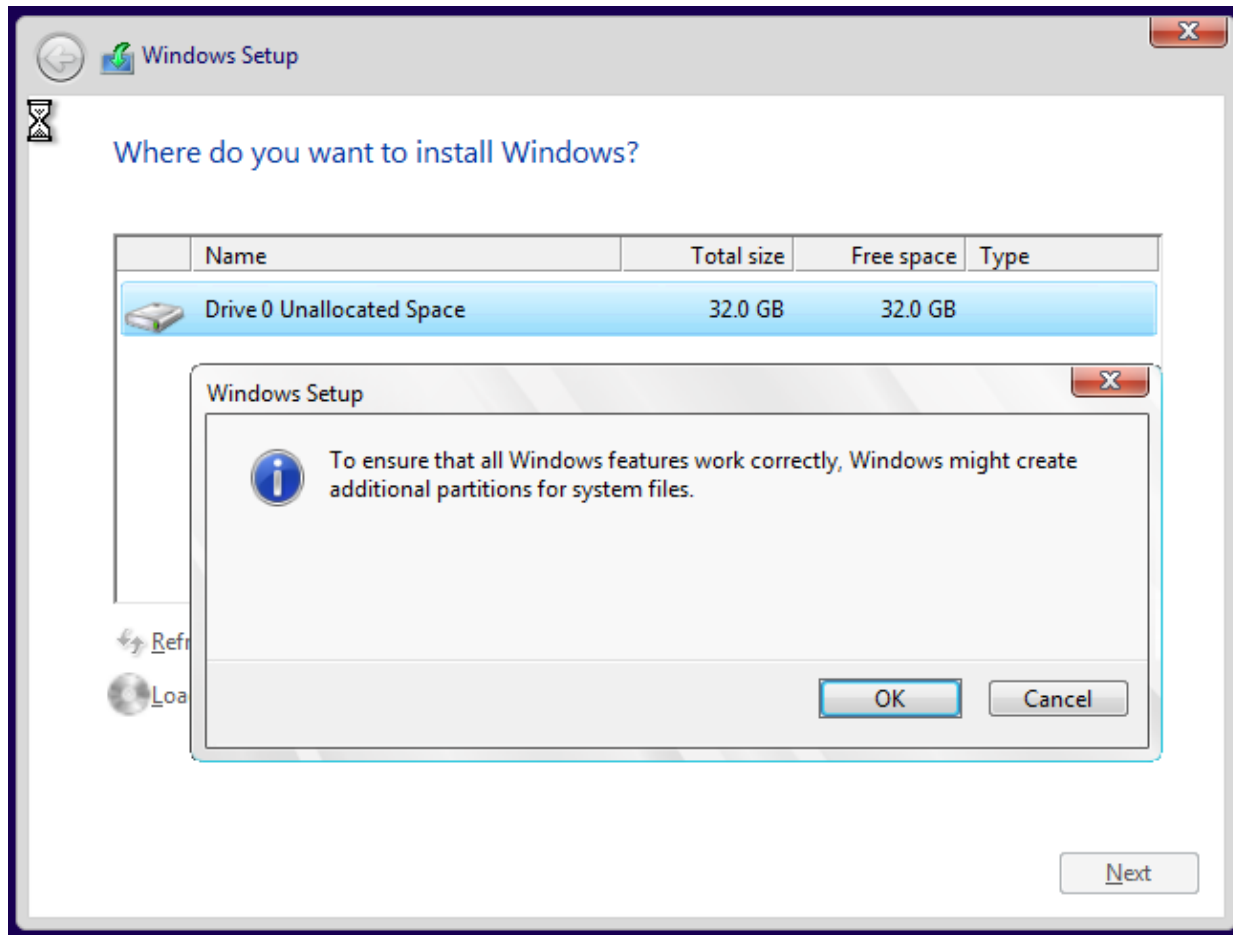 Windows Setup
Where do you want to install Windows?
Name Total size Free space Type
Drive 0 Unallocated Space 32.0 GB 32.0 GB
Windows Setup
To ensure that all Windows features work correctly, Windows might create
additional partitions for system files.
Refr
Loa
OK Cancel
Next